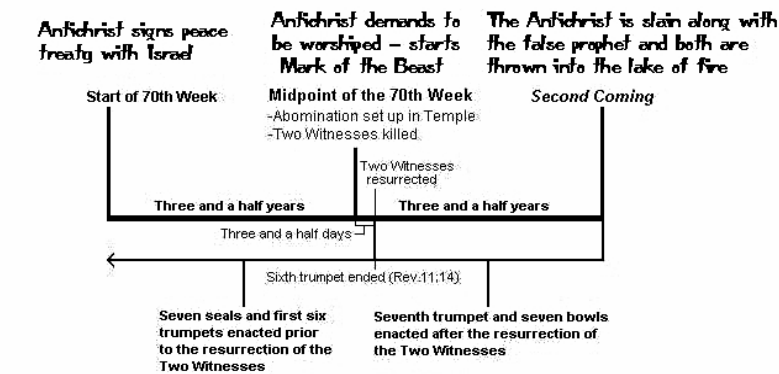 Antichrist signs peace
treaty with Israel
Start of 70th Week
Antichrist demands to
be worshiped – starts
Mark of the Beast
Midpoint of the 70th Week
-Abomination set up in Temple
-Two Witnesses killed
The Antichrist is slain along with
the false prophet and both are
thrown into the lake of fire
Second Coming
Two Witnesses
resurrected
Three and a half years
Three and a half years
Three and a half days
Sixth trumpet ended (Rev.11:14)
Seven seals and first six
trumpets enacted prior
to the resurrection of the
Two Witnesses
Seventh trumpet and seven bowls
enacted after the resurrection of
the Two Witnesses